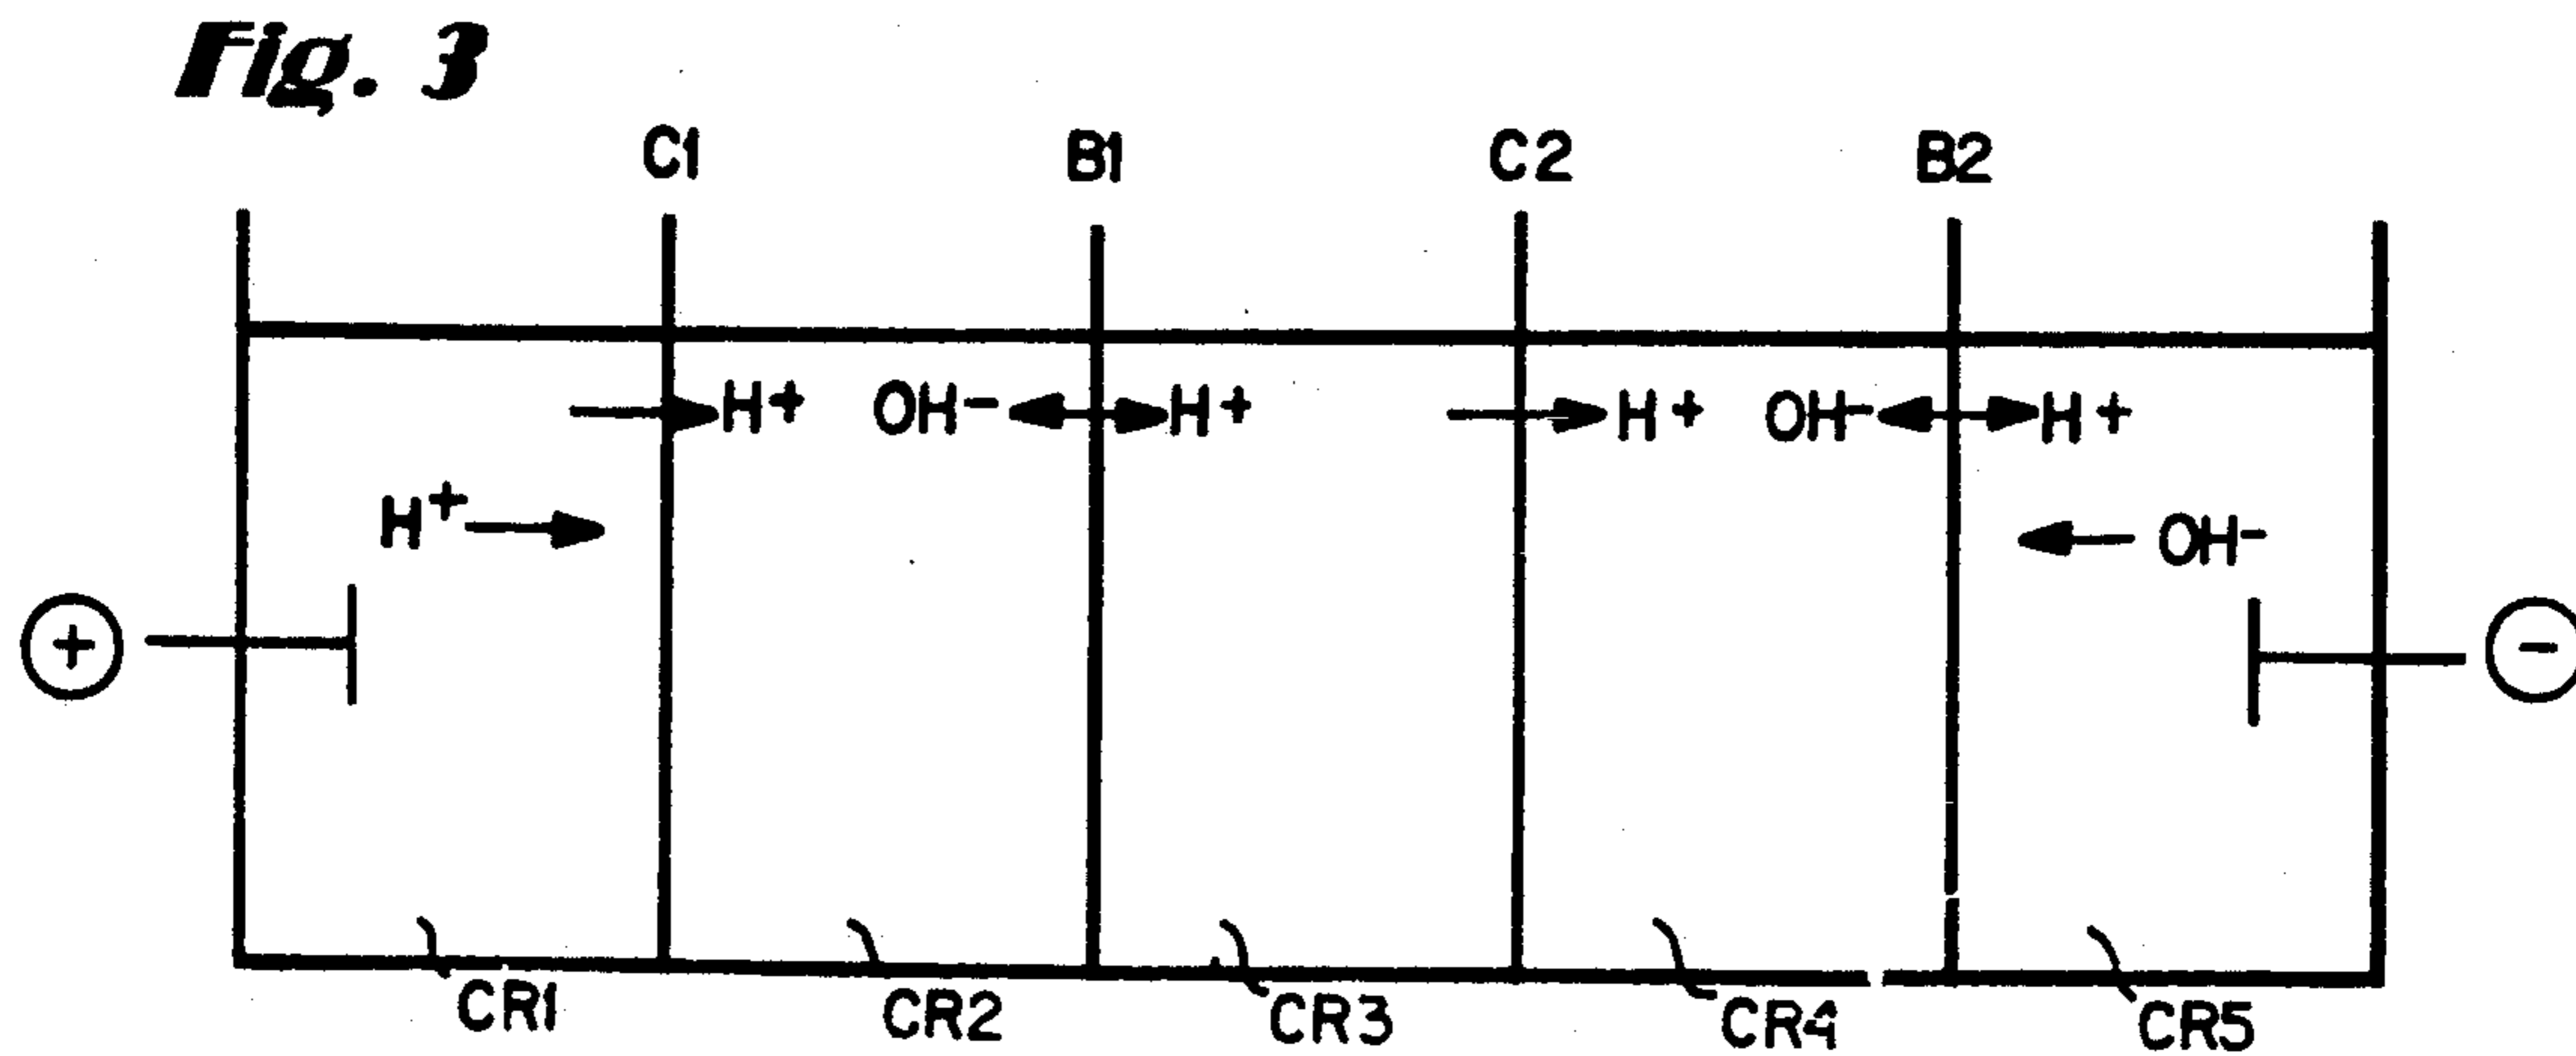 Fig. 3
C1 B1 C2 B2
H+ OH- H+ H+ OH- H+
H+ OH-
+ -
CR1 CR2 CR3 CR4 CR5